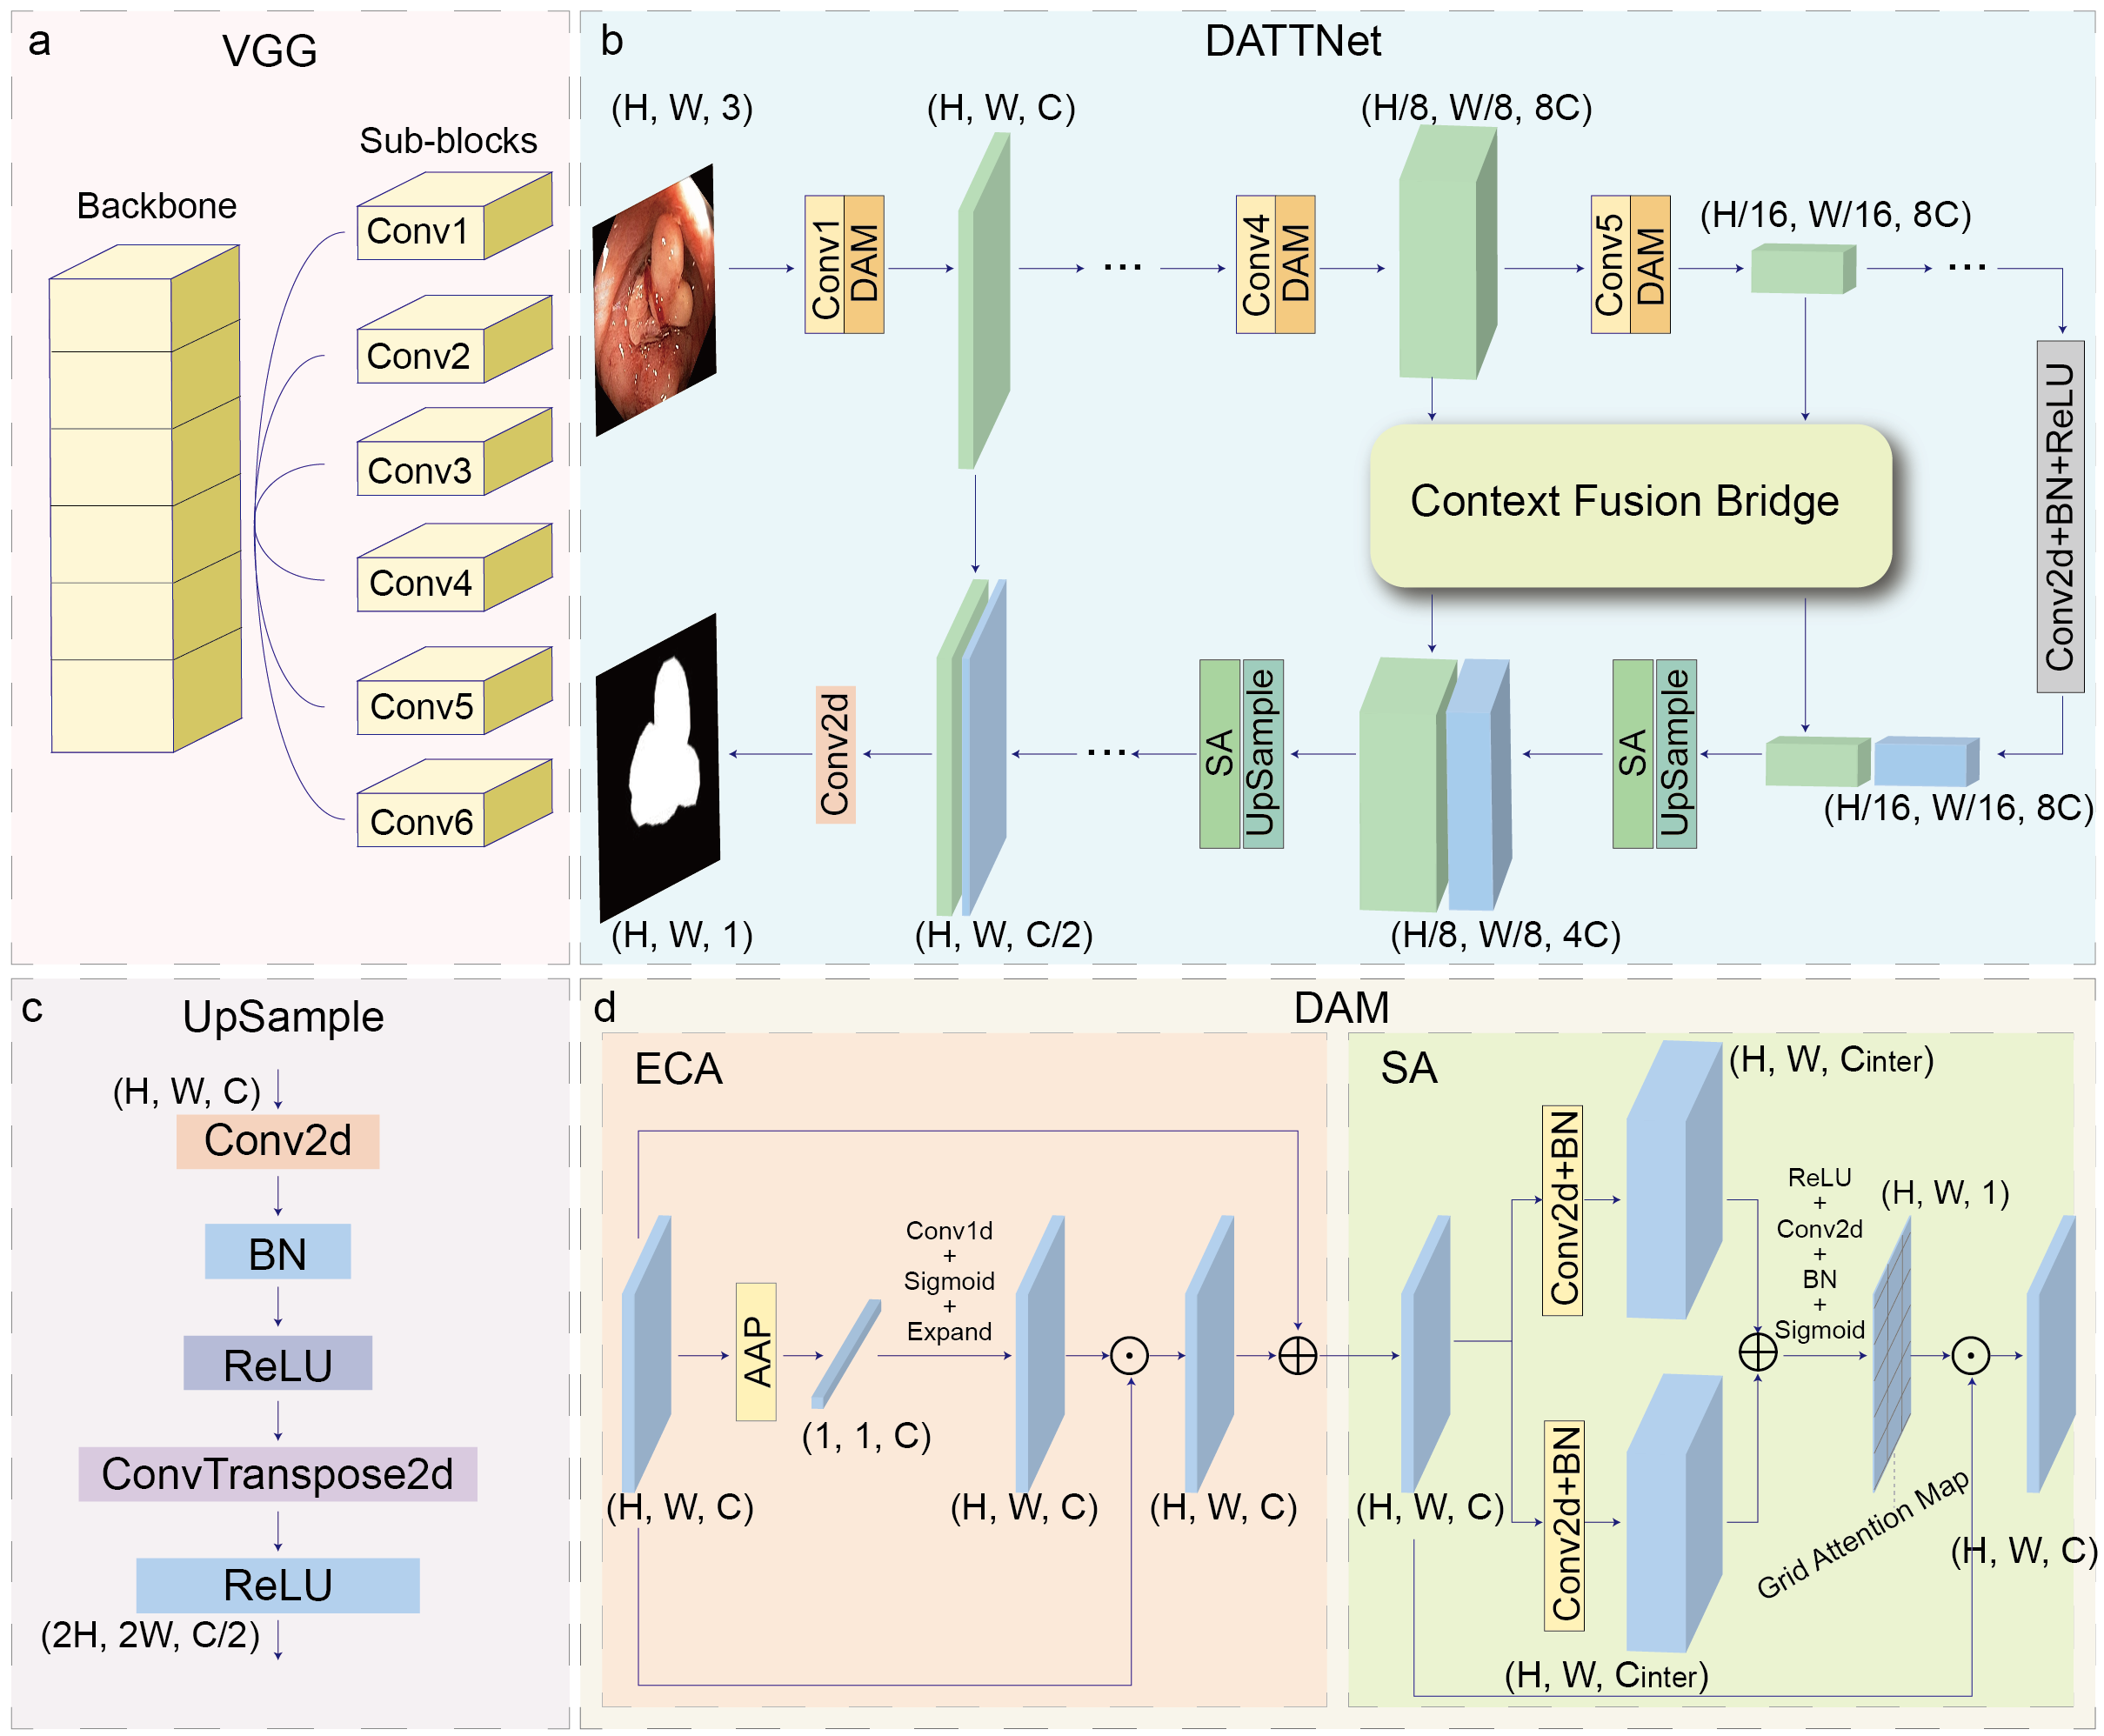 a
VGG
Backbone
Sub-blocks
Conv1
Conv2
Conv3
Conv4
Conv5
Conv6
b
DATTNet
(H, W, 3)
(H, W, C)
(H/8, W/8, 8C)
(H/16, W/16, 8C)
Conv1
DAM
...
Conv4
DAM
Conv5
DAM
...
Conv2d+BN+ReLU
Context Fusion Bridge
Conv2d
...
SA
UpSample
SA
UpSample
(H/16, W/16, 8C)
(H, W, 1)
(H, W, C/2)
(H/8, W/8, 4C)
c
UpSample
(H, W, C)
Conv2d
BN
ReLU
ConvTranspose2d
ReLU
(2H, 2W, C/2)
d
DAM
ECA
AAP
(1, 1, C)
Conv1d
+
Sigmoid
+
Expand
(H, W, C)
(H, W, C)
(H, W, C)
SA
(H, W, Cinter)
Conv2d+BN
Conv2d+BN
ReLU
+
Conv2d
+
BN
+
Sigmoid
(H, W, 1)
(H, W, C)
Grid Attention Map
(H, W, C)
(H, W, Cinter)